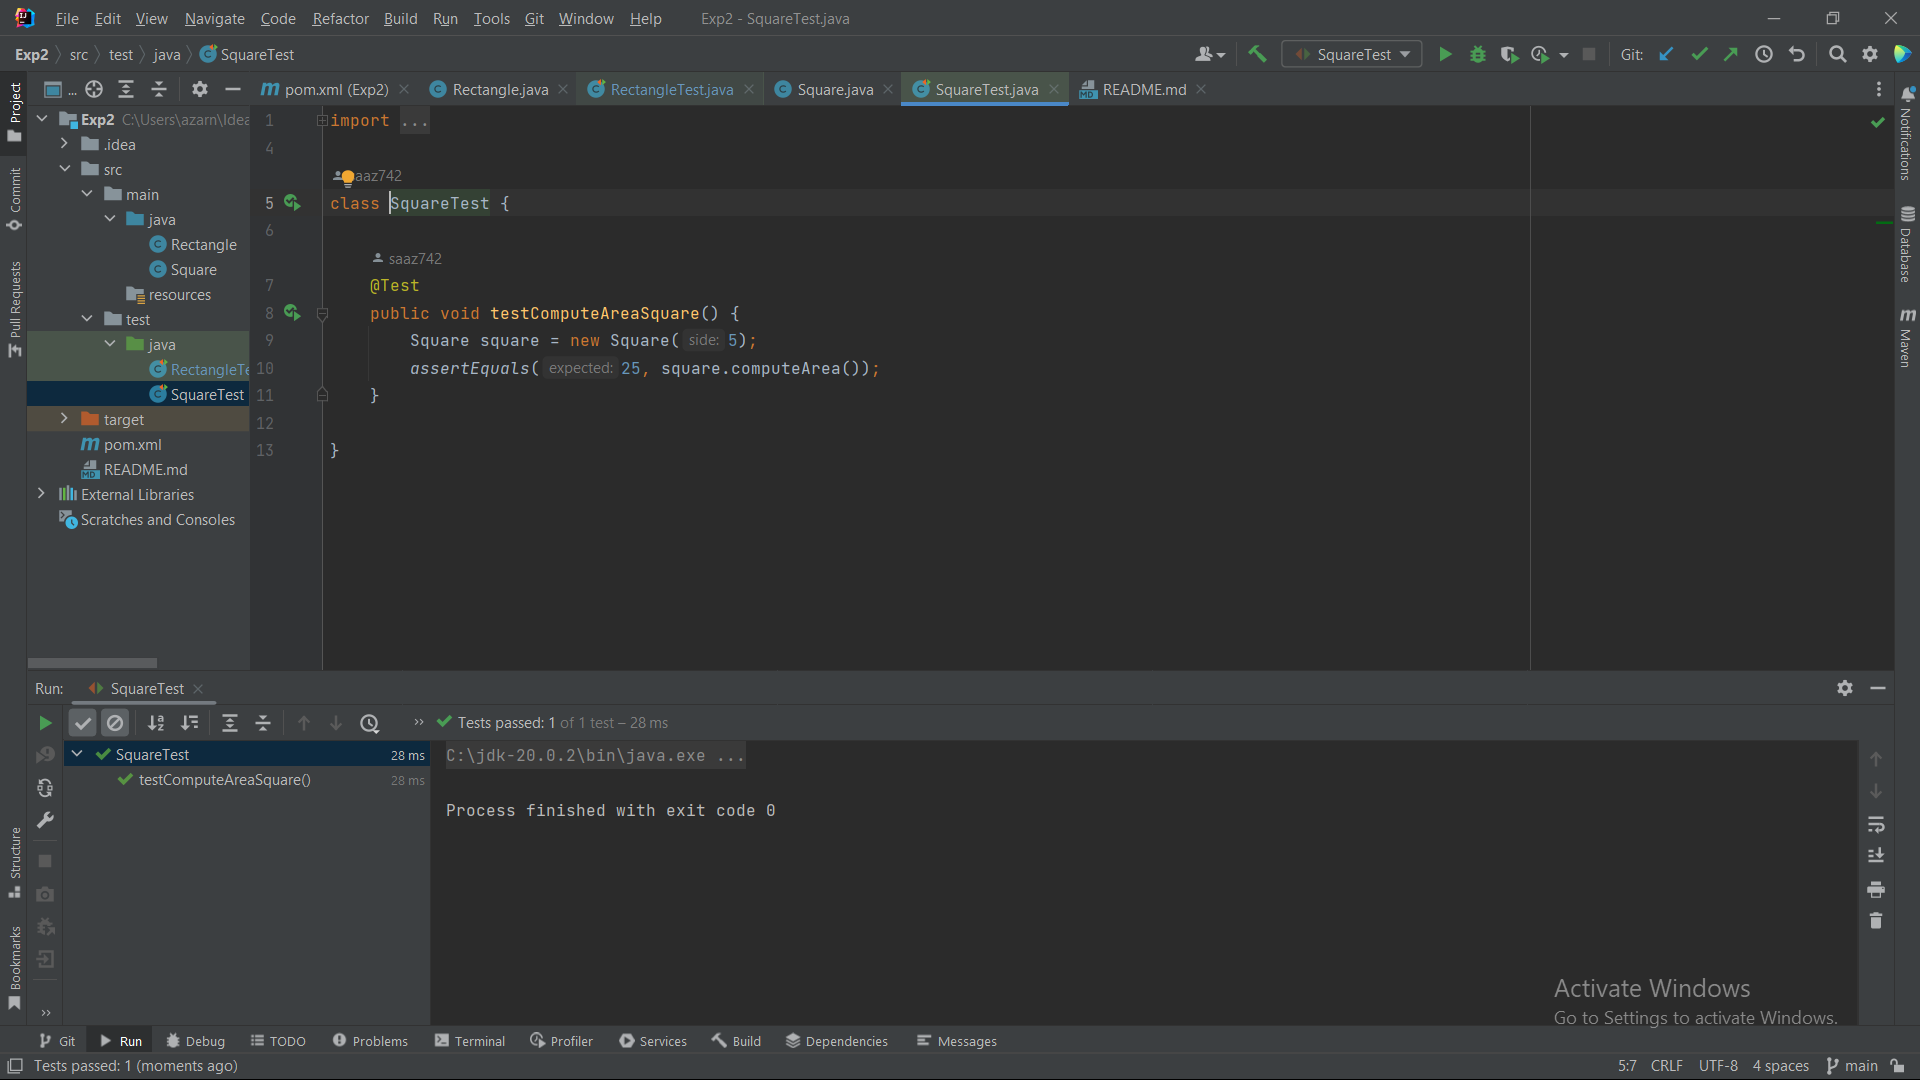 File Edit View Navigate Code Refactor Build Run Tools Git Window Help Exp2 - SquareTest.java
Exp2 src test java SquareTest SquareTest Git:
... pom.xml (Exp2) Rectangle.java RectangleTest.java Square.java SquareTest.java README.md
Project
Commit
Pull Requests
Structure
Bookmarks
Exp2 C:\Users\azarn\Idea
.idea
src
main
java
Rectangle
Square
resources
test
java
RectangleTe
SquareTest
target
pom.xml
README.md
External Libraries
Scratches and Consoles
1 import ...
4
aaz742
5 class SquareTest {
6
saaz742
7 @Test
8 public void testComputeAreaSquare() {
9 Square square = new Square( side: 5);
10 assertEquals( expected: 25, square.computeArea());
11 }
12
13 }
Notifications
Database
Maven
Run: SquareTest
Tests passed: 1 of 1 test – 28 ms
SquareTest 28 ms
testComputeAreaSquare() 28 ms
C:\jdk-20.0.2\bin\java.exe ...
Process finished with exit code 0
Activate Windows
Go to Settings to activate Windows.
Git Run Debug TODO Problems Terminal Profiler Services Build Dependencies Messages
Tests passed: 1 (moments ago) 5:7 CRLF UTF-8 4 spaces main